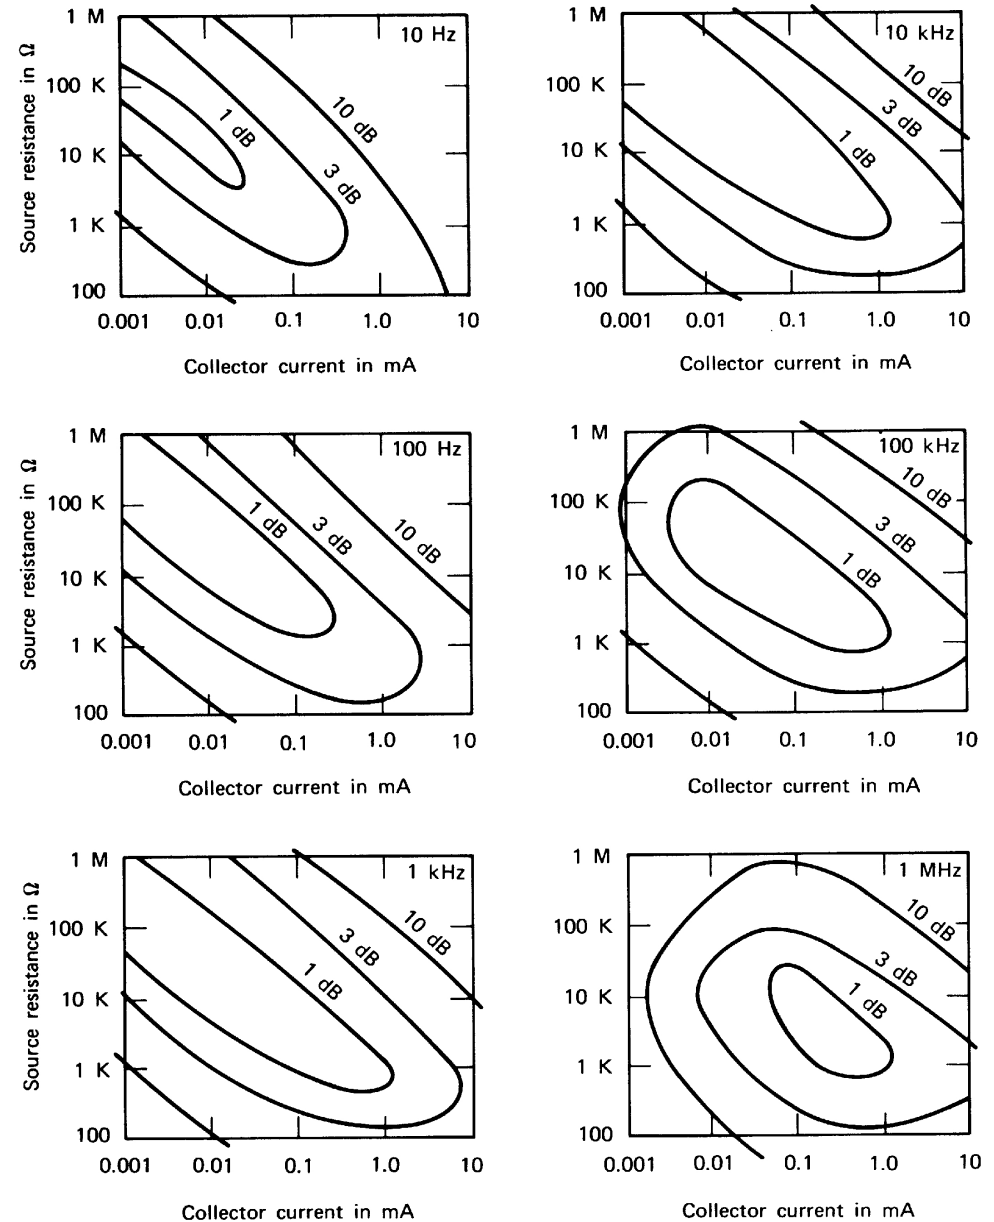 1 M
10 Hz
100 K
10 K
1 K
100
1 dB
3 dB
10 dB
Source resistance in Ω
0.001 0.01 0.1 1.0 10
Collector current in mA
1 M
10 kHz
100 K
10 K
1 K
100
1 dB
3 dB
10 dB
0.001 0.01 0.1 1.0 10
Collector current in mA
1 M
100 Hz
100 K
10 K
1 K
100
1 dB
3 dB
10 dB
Source resistance in Ω
0.001 0.01 0.1 1.0 10
Collector current in mA
1 M
100 kHz
100 K
10 K
1 K
100
1 dB
3 dB
10 dB
0.001 0.01 0.1 1.0 10
Collector current in mA
1 M
1 kHz
100 K
10 K
1 K
100
1 dB
3 dB
10 dB
Source resistance in Ω
0.001 0.01 0.1 1.0 10
Collector current in mA
1 M
1 MHz
100 K
10 K
1 K
100
1 dB
3 dB
10 dB
0.001 0.01 0.1 1.0 10
Collector current in mA